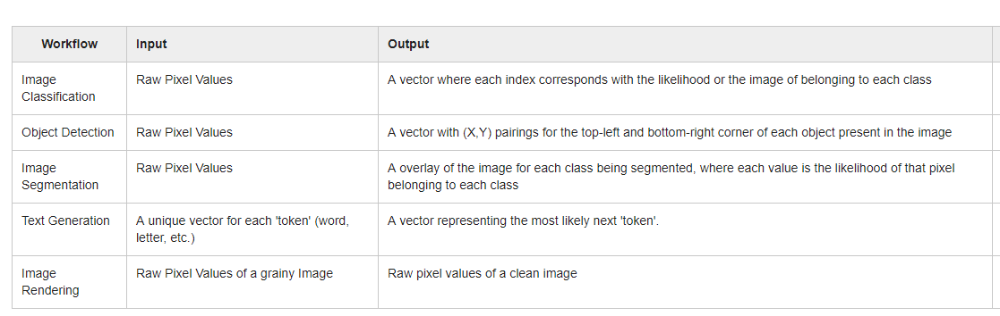 Workflow Input Output
Image Classification Raw Pixel Values A vector where each index corresponds with the likelihood or the image of belonging to each class
Object Detection Raw Pixel Values A vector with (X,Y) pairings for the top-left and bottom-right corner of each object present in the image
Image Segmentation Raw Pixel Values A overlay of the image for each class being segmented, where each value is the likelihood of that pixel belonging to each class
Text Generation A unique vector for each 'token' (word, letter, etc.) A vector representing the most likely next 'token'.
Image Rendering Raw Pixel Values of a grainy Image Raw pixel values of a clean image